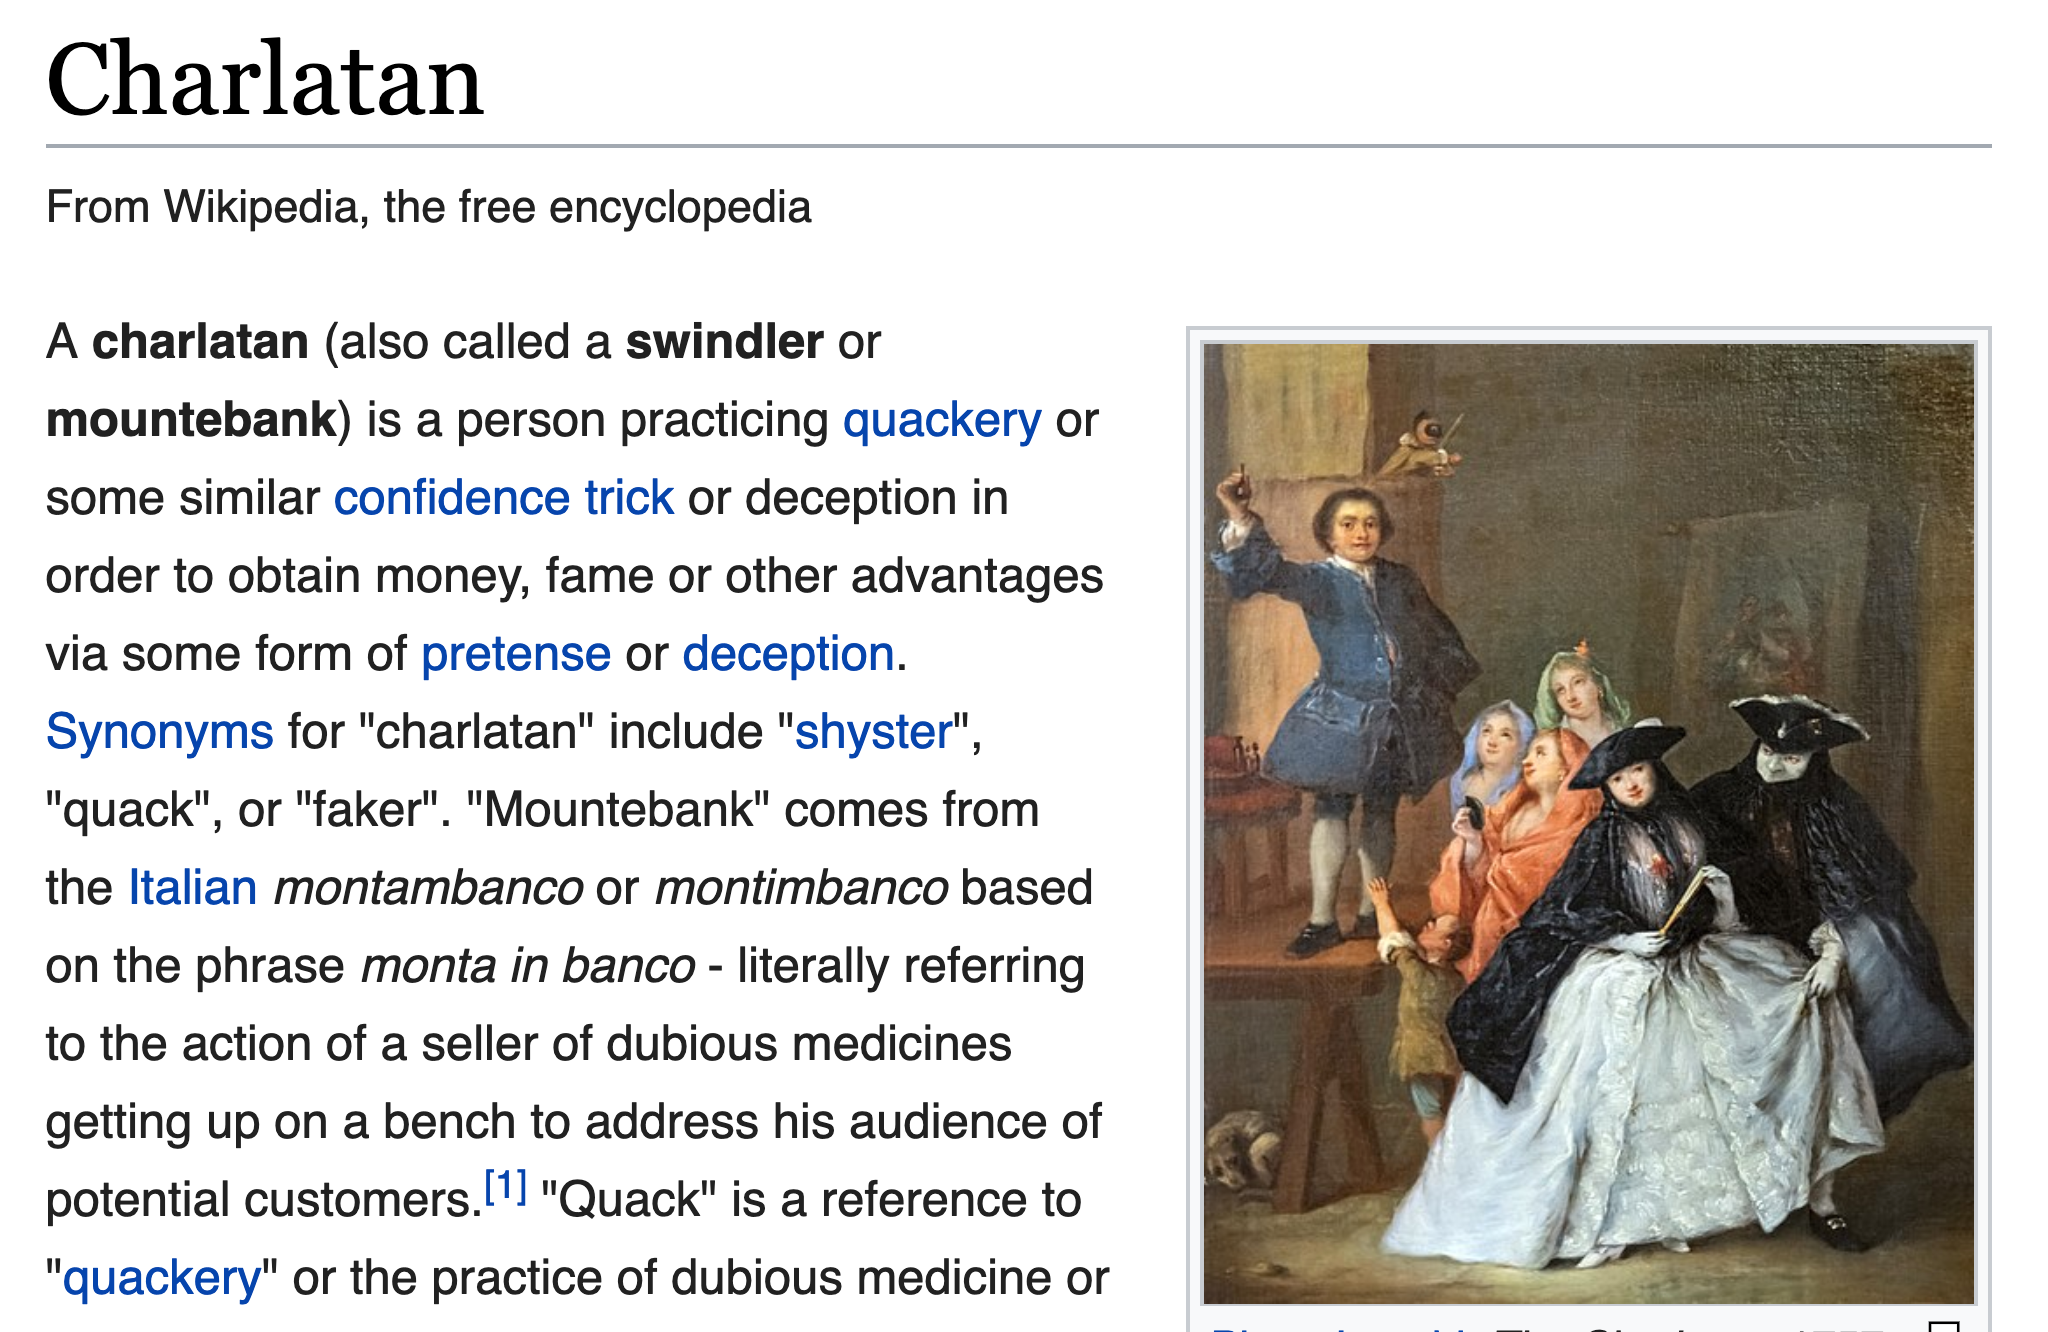 Charlatan
From Wikipedia, the free encyclopedia
A charlatan (also called a swindler or
mountebank) is a person practicing quackery or
some similar confidence trick or deception in
order to obtain money, fame or other advantages
via some form of pretense or deception.
Synonyms for "charlatan" include "shyster",
"quack", or "faker". "Mountebank" comes from
the Italian montambanco or montimbanco based
on the phrase monta in banco - literally referring
to the action of a seller of dubious medicines
getting up on a bench to address his audience of
potential customers.[1] "Quack" is a reference to
"quackery" or the practice of dubious medicine or